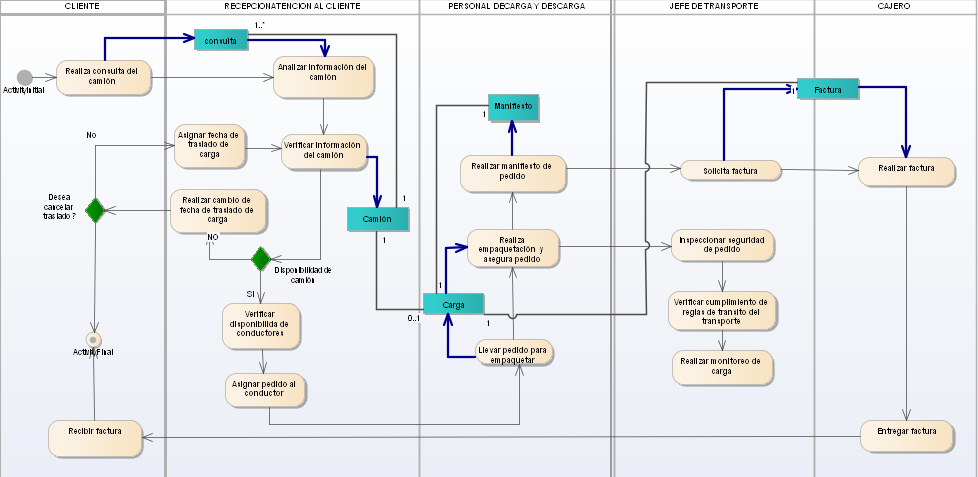 CLIENTE
RECEPCIONATENCION AL CLIENTE
PERSONAL DECARGA Y DESCARGA
JEFE DE TRANSPORTE
CAJERO
ActivityInitial
Realiza consulta del
camión
consulta
1..*
Analizar información del
camión
Asignar fecha de
traslado de
carga
Verificar información
del camión
No
Desea
cancelar
traslado ?
Realizar cambio de
fecha de traslado de
carga
NO
Camión
1
1
Disponibilidad de
camión
SI
Verificar
disponibilida de
conductores
Asignar pedido al
conductor
ActivityFinal
Recibir factura
Manifiesto
1
Realizar manifiesto de
pedido
Realiza
empaquetación y
asegura pedido
1
Carga
0..1
1
Llevar pedido para
empaquetar
Solicita factura
Inspeccionar seguridad
de pedido
Verificar cumplimiento de
reglas de transito del
transporte
Realizar monitoreo de
carga
1
Factura
Realizar factura
Entregar factura